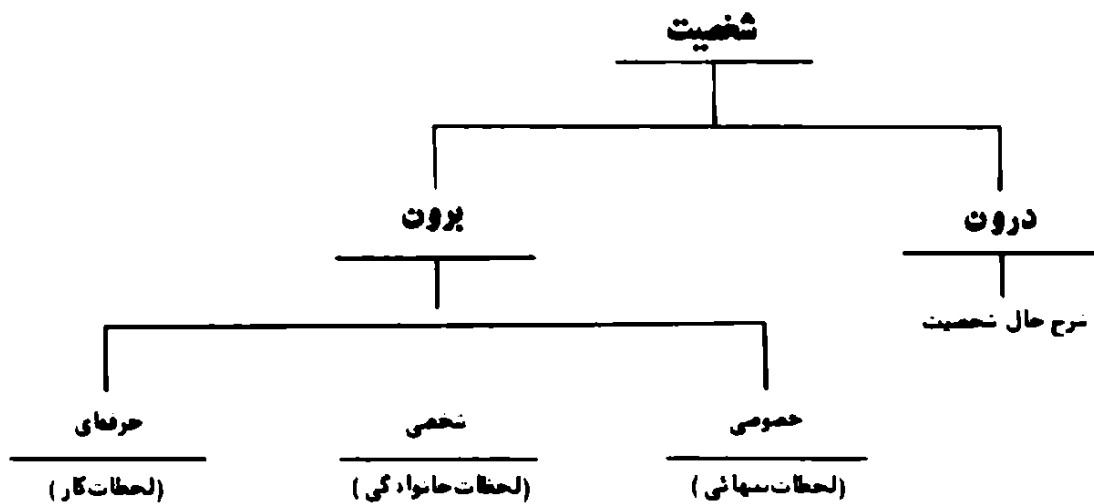 شخصیت
درون
برون
شرح حال شخصیت
خصوصی
شخصی
حرفه‌ای
(لحظات تنهائی)
(لحظات خانوادگی)
(لحظات کار)